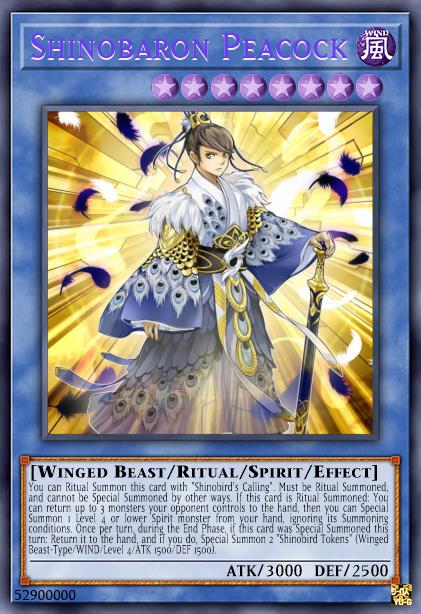 Shinobaron Peacock
WIND
風
[Winged Beast/Ritual/Spirit/Effect]
You can Ritual Summon this card with "Shinobird's Calling". Must be Ritual Summoned,
and cannot be Special Summoned by other ways. If this card is Ritual Summoned: You
can return up to 3 monsters your opponent controls to the hand, then you can Special
Summon 1 Level 4 or lower Spirit monster from your hand, ignoring its Summoning
conditions. Once per turn, during the End Phase, if this card was Special Summoned this
turn: Return it to the hand, and if you do, Special Summon 2 "Shinobird Tokens" (Winged
Beast-Type/WIND/Level 4/ATK 1500/DEF 1500).
ATK/3000 DEF/2500
52900000